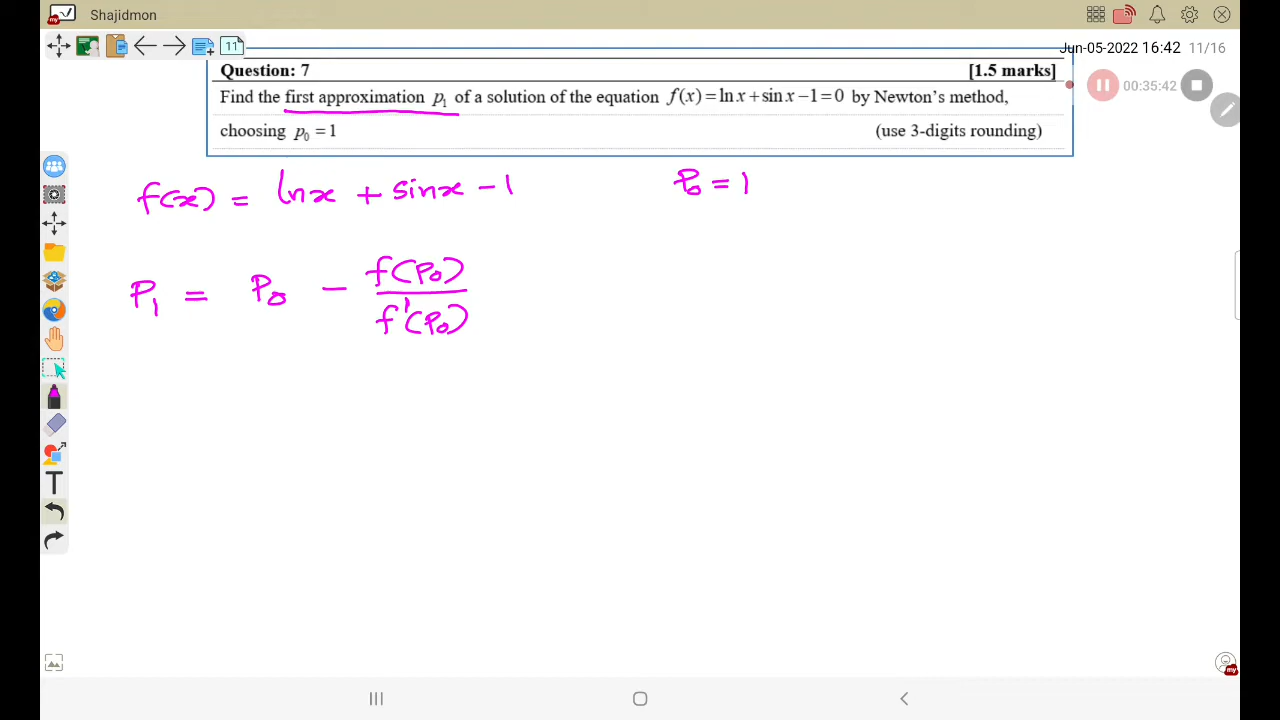 Shajidmon
11
Jun-05-2022 16:42 11/16
Question: 7 [1.5 marks]
Find the first approximation p₁ of a solution of the equation f(x) = ln x + sin x − 1 = 0 by Newton's method,
00:35:42
choosing p₀ = 1 (use 3-digits rounding)
f(x) = ln x + sin x − 1 P₀ = 1
P₁ = P₀ − f(P₀) / f'(P₀)
T